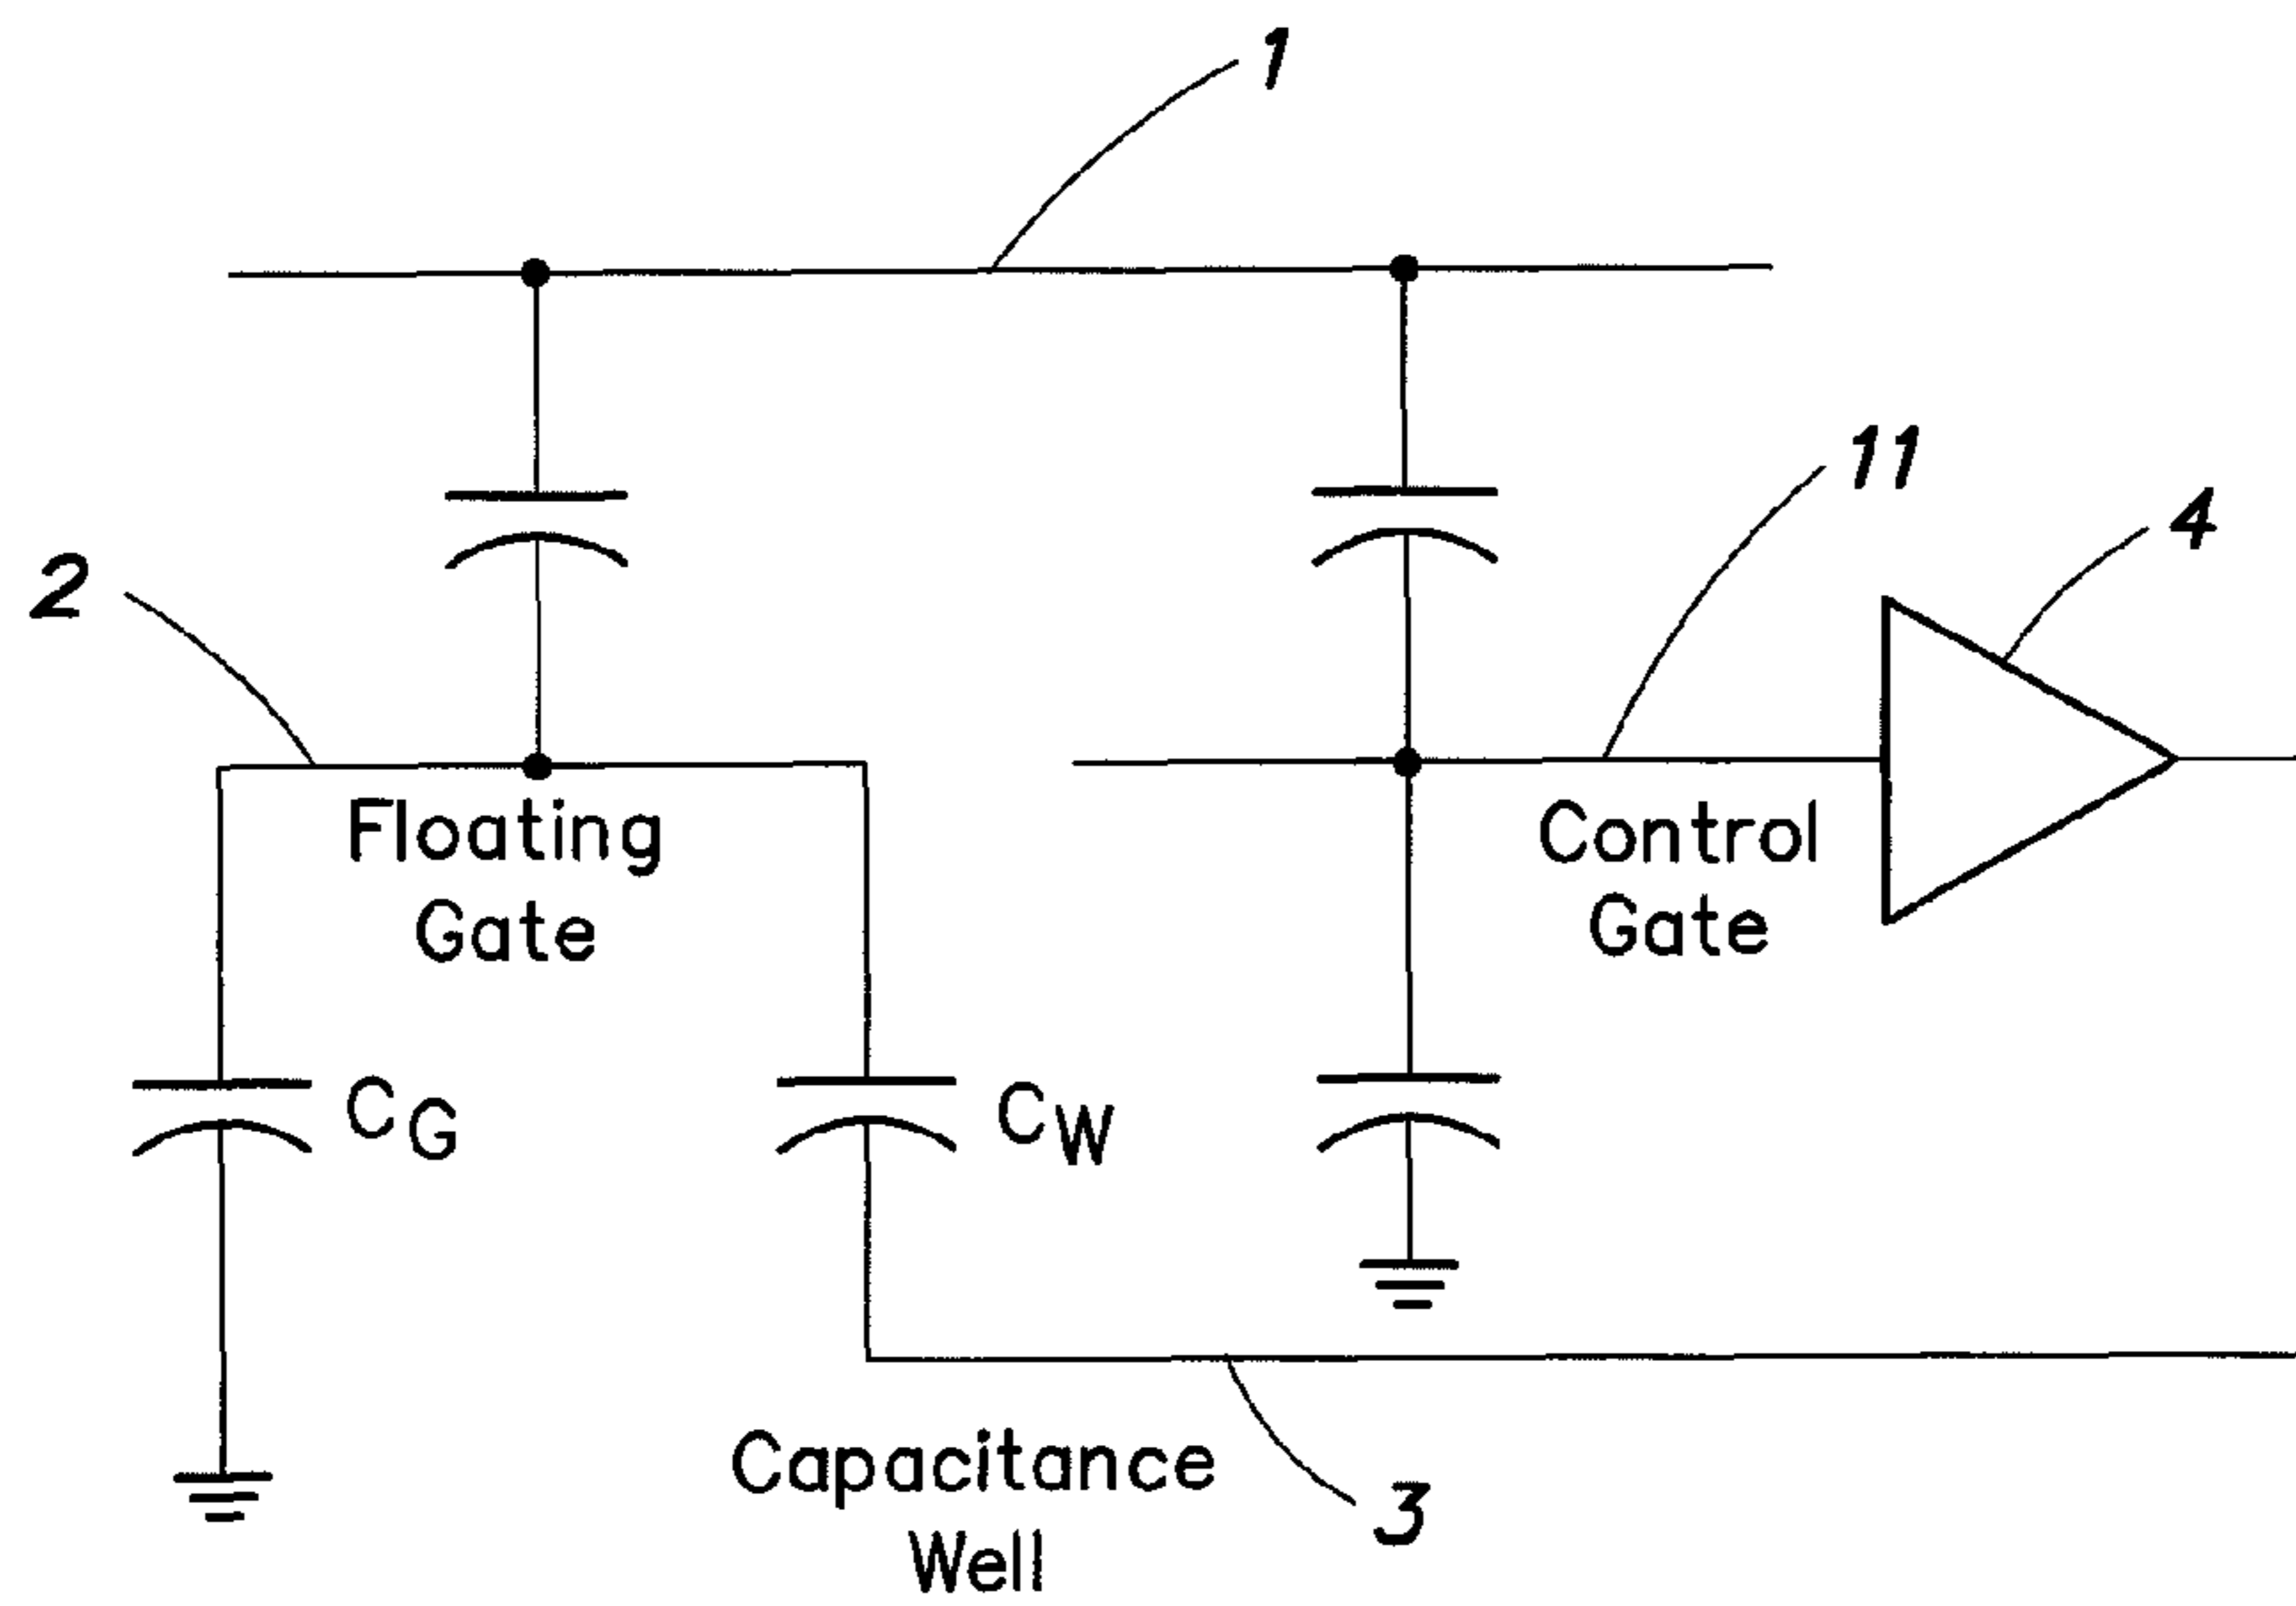 1
11
4
2
Floating
Gate
Control
Gate
CG
CW
Capacitance
Well
3